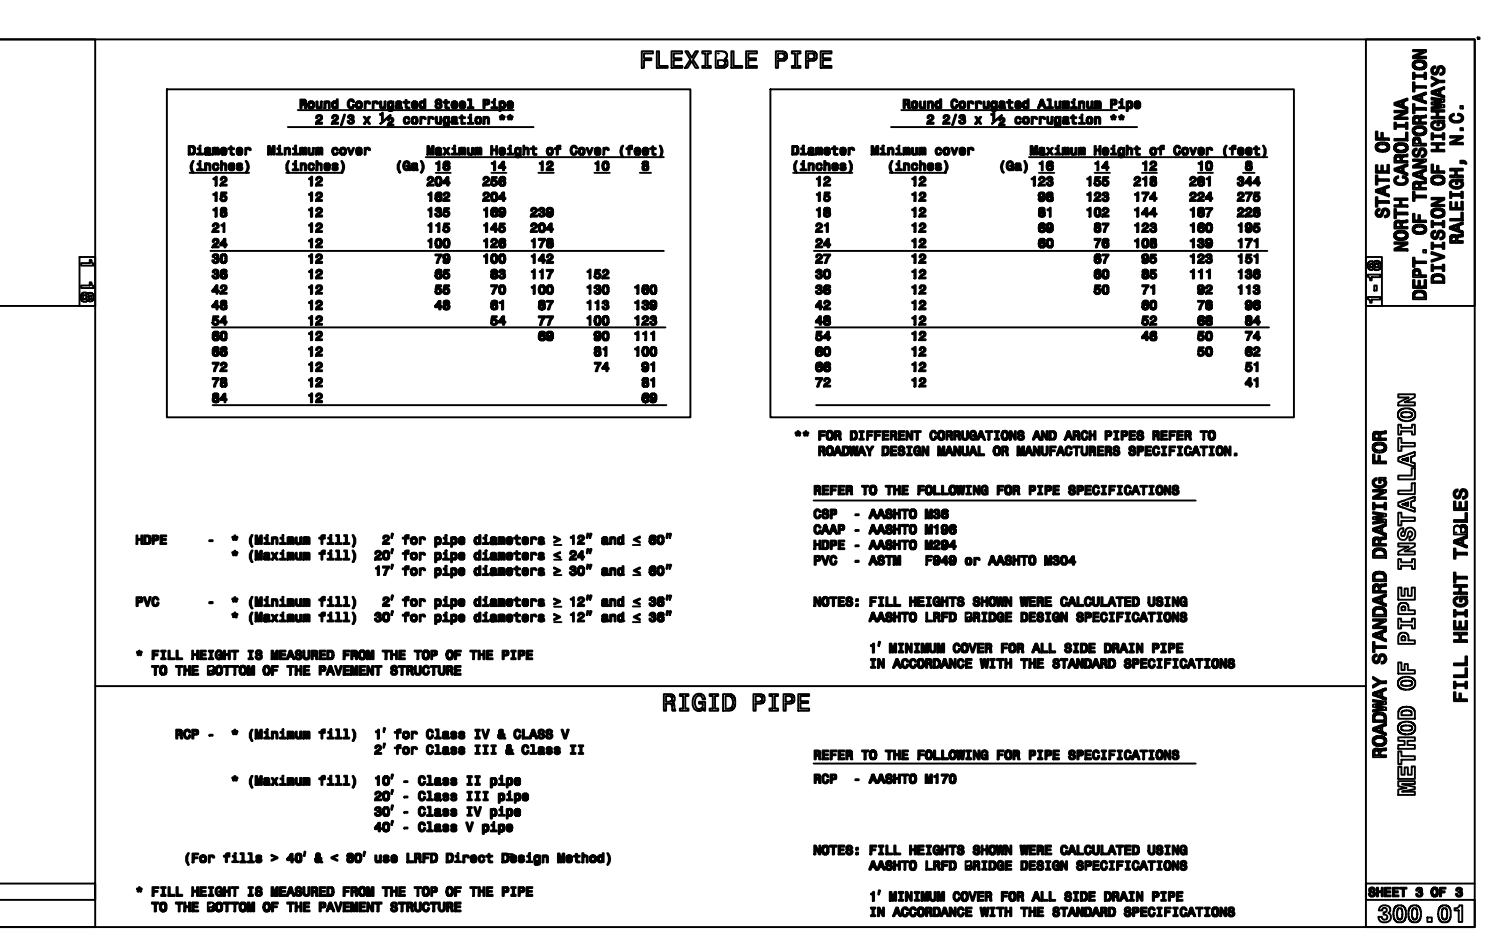 FLEXIBLE PIPE
Round Corrugated Steel Pipe
2 2/3 x ½ corrugation **
Diameter Minimum cover Maximum Height of Cover (feet)
(inches) (inches) (Ga) 16 14 12 10 8
12 12 204 256
15 12 162 204
18 12 135 169 239
21 12 115 145 204
24 12 100 126 178
30 12 79 100 142
36 12 65 83 117 152
42 12 55 70 100 130 160
48 12 48 61 87 113 139
54 12 54 77 100 123
60 12 69 90 111
66 12 81 100
72 12 74 91
78 12 81
84 12 69
Round Corrugated Aluminum Pipe
2 2/3 x ½ corrugation **
Diameter Minimum cover Maximum Height of Cover (feet)
(inches) (inches) (Ga) 16 14 12 10 8
12 12 123 155 218 281 344
15 12 98 123 174 224 275
18 12 81 102 144 187 228
21 12 69 87 123 160 195
24 12 60 76 108 139 171
27 12 67 95 123 151
30 12 60 85 111 136
36 12 50 71 92 113
42 12 60 78 96
48 12 52 68 84
54 12 46 50 74
60 12 50 62
66 12 51
72 12 41
** FOR DIFFERENT CORRUGATIONS AND ARCH PIPES REFER TO
ROADWAY DESIGN MANUAL OR MANUFACTURERS SPECIFICATION.
REFER TO THE FOLLOWING FOR PIPE SPECIFICATIONS
CSP - AASHTO M36
CAAP - AASHTO M196
HDPE - AASHTO M294
PVC - ASTM F949 or AASHTO M304
HDPE - * (Minimum fill) 2' for pipe diameters ≥ 12" and ≤ 60"
* (Maximum fill) 20' for pipe diameters ≤ 24"
17' for pipe diameters ≥ 30" and ≤ 60"
PVC - * (Minimum fill) 2' for pipe diameters ≥ 12" and ≤ 36"
* (Maximum fill) 30' for pipe diameters ≥ 12" and ≤ 36"
* FILL HEIGHT IS MEASURED FROM THE TOP OF THE PIPE
TO THE BOTTOM OF THE PAVEMENT STRUCTURE
NOTES: FILL HEIGHTS SHOWN WERE CALCULATED USING
AASHTO LRFD BRIDGE DESIGN SPECIFICATIONS
1' MINIMUM COVER FOR ALL SIDE DRAIN PIPE
IN ACCORDANCE WITH THE STANDARD SPECIFICATIONS
RIGID PIPE
RCP - * (Minimum fill) 1' for Class IV & CLASS V
2' for Class III & Class II
* (Maximum fill) 10' - Class II pipe
20' - Class III pipe
30' - Class IV pipe
40' - Class V pipe
(For fills > 40' & < 80' use LRFD Direct Design Method)
* FILL HEIGHT IS MEASURED FROM THE TOP OF THE PIPE
TO THE BOTTOM OF THE PAVEMENT STRUCTURE
REFER TO THE FOLLOWING FOR PIPE SPECIFICATIONS
RCP - AASHTO M170
NOTES: FILL HEIGHTS SHOWN WERE CALCULATED USING
AASHTO LRFD BRIDGE DESIGN SPECIFICATIONS
1' MINIMUM COVER FOR ALL SIDE DRAIN PIPE
IN ACCORDANCE WITH THE STANDARD SPECIFICATIONS
1-18
STATE OF
NORTH CAROLINA
DEPT. OF TRANSPORTATION
DIVISION OF HIGHWAYS
RALEIGH, N.C.
ROADWAY STANDARD DRAWING FOR
METHOD OF PIPE INSTALLATION
FILL HEIGHT TABLES
SHEET 3 OF 3
300.01